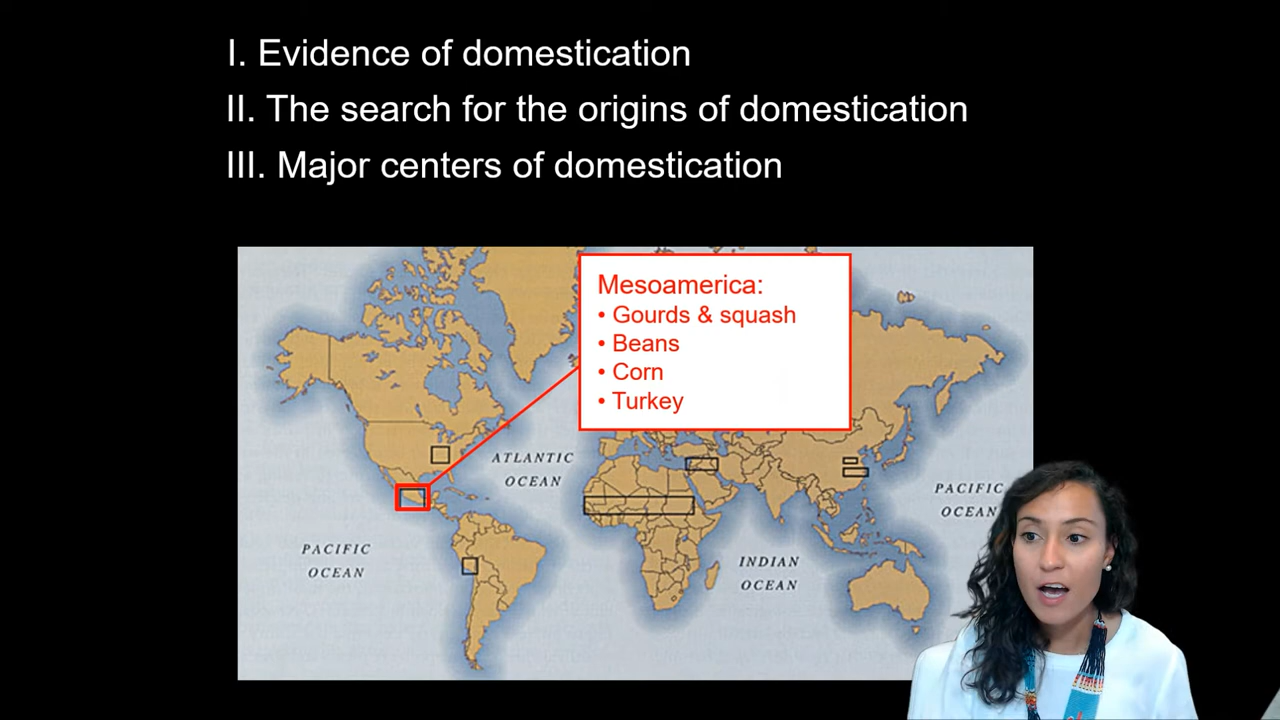 I. Evidence of domestication
II. The search for the origins of domestication
III. Major centers of domestication
Mesoamerica:
• Gourds & squash
• Beans
• Corn
• Turkey
ATLANTIC
OCEAN
PACIFIC
OCEAN
PACIFIC
OCEAN
INDIAN
OCEAN